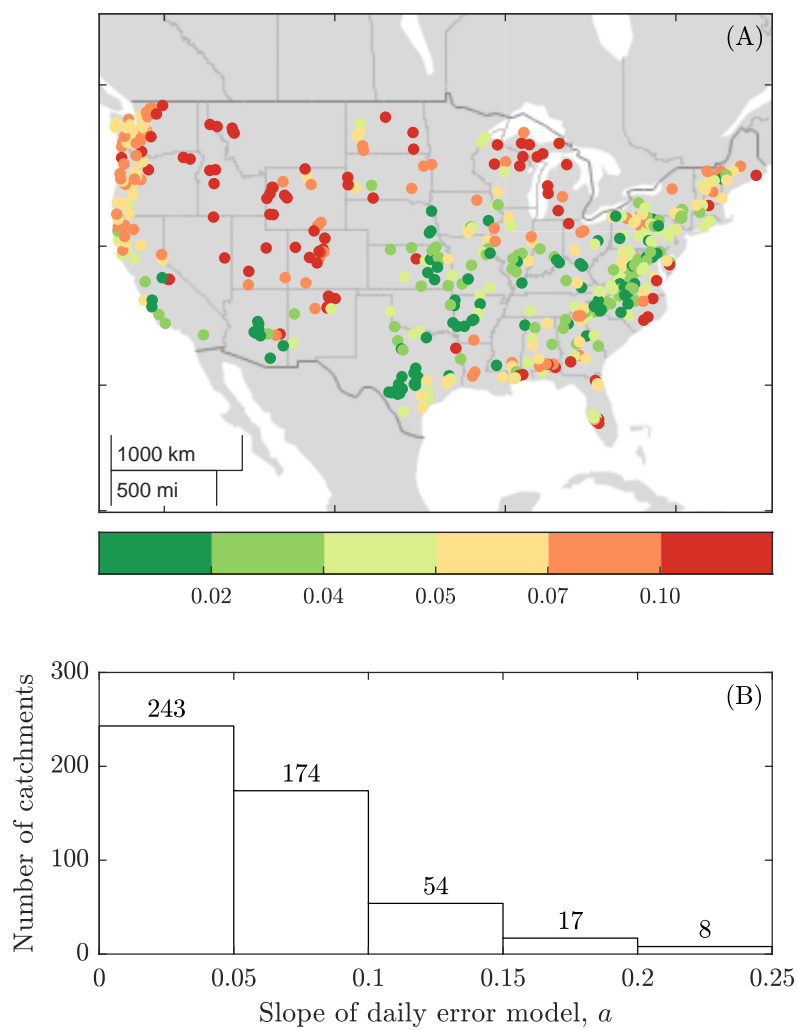 (A)
1000 km
500 mi
0.02 0.04 0.05 0.07 0.10
(B)
Number of catchments
300
200
100
0
243
174
54
17
8
0 0.05 0.1 0.15 0.2 0.25
Slope of daily error model, a